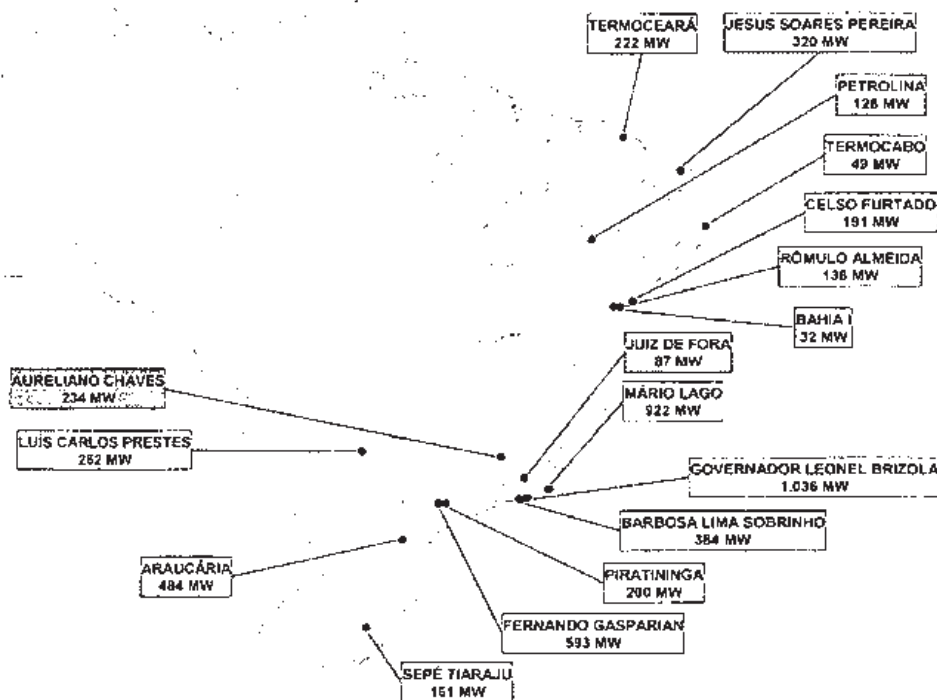 TERMOCEARÁ
222 MW
JESUS SOARES PEREIRA
320 MW
PETROLINA
128 MW
TERMOCABO
49 MW
CELSO FURTADO
191 MW
RÔMULO ALMEIDA
138 MW
BAHIA I
32 MW
JUIZ DE FORA
87 MW
AURELIANO CHAVES
234 MW
MÁRIO LAGO
922 MW
LUIS CARLOS PRESTES
262 MW
GOVERNADOR LEONEL BRIZOLA
1.036 MW
BARBOSA LIMA SOBRINHO
384 MW
ARAUCÁRIA
484 MW
PIRATININGA
200 MW
FERNANDO GASPARIAN
593 MW
SEPÉ TIARAJU
161 MW